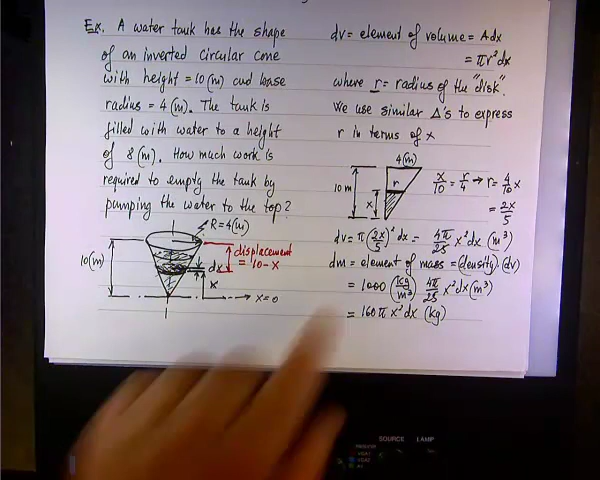 Ex. A water tank has the shape
of an inverted circular cone
with height = 10 (m) and base
radius = 4 (m). The tank is
filled with water to a height
of 8 (m). How much work is
required to empty the tank by
pumping the water to the top?
R = 4(m)
10(m)
displacement
= 10 - x
dx
x
x = 0
dv = element of volume = A dx
= πr² dx
where r = radius of the "disk".
We use similar Δ's to express
r in terms of x
4(m)
10 m
r
x
x/10 = r/4 → r = 4/10 x
= 2x/5
dv = π(2x/5)² dx = 4π/25 x² dx (m³)
dm = element of mass = (density)·(dv)
= 1000 (kg/m³) 4π/25 x² dx (m³)
= 160π x² dx (kg)
SOURCE LAMP